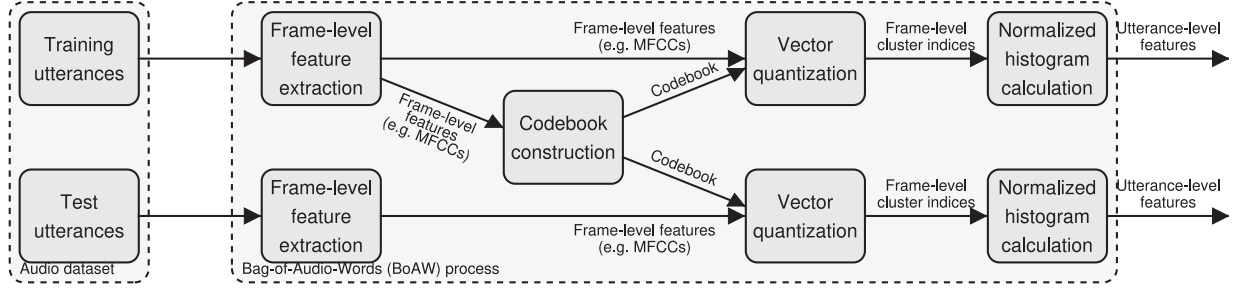 Training
utterances
Frame-level
feature
extraction
Frame-level features
(e.g. MFCCs)
Vector
quantization
Frame-level
cluster indices
Normalized
histogram
calculation
Utterance-level
features
Frame-level
features
(e.g. MFCCs)
Codebook
construction
Codebook
Codebook
Test
utterances
Frame-level
feature
extraction
Frame-level features
(e.g. MFCCs)
Vector
quantization
Frame-level
cluster indices
Normalized
histogram
calculation
Utterance-level
features
Audio dataset
Bag-of-Audio-Words (BoAW) process